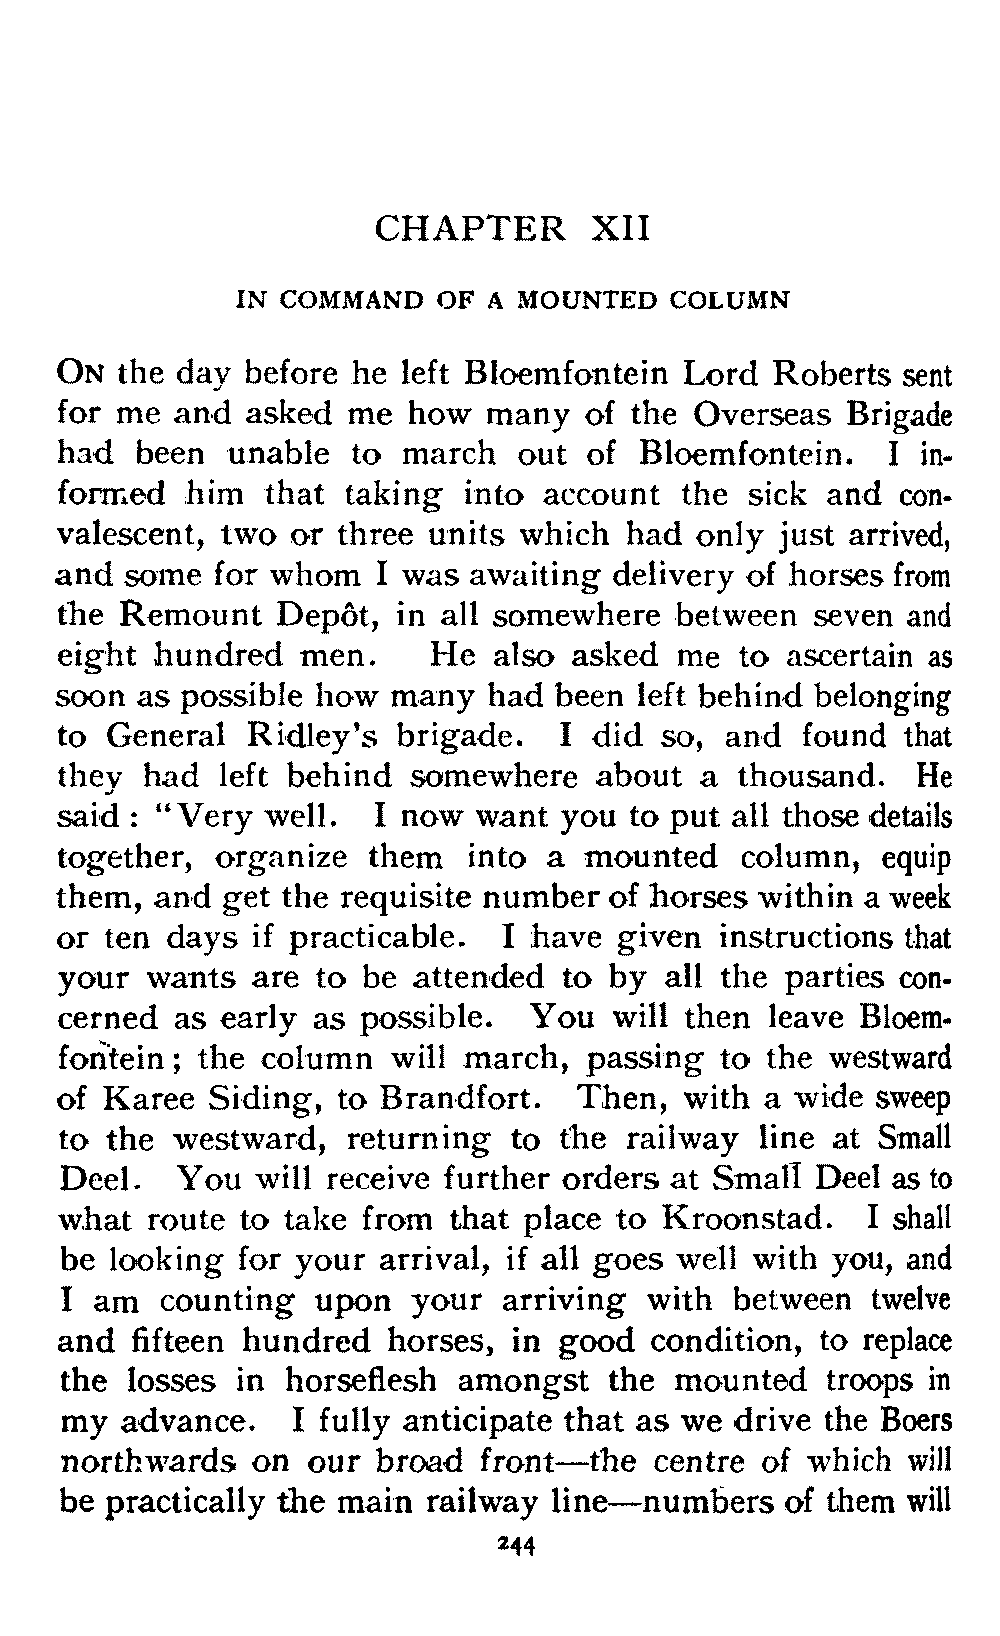 CHAPTER XII
IN COMMAND OF A MOUNTED COLUMN
ON the day before he left Bloemfontein Lord Roberts sent
for me and asked me how many of the Overseas Brigade
had been unable to march out of Bloemfontein. I in-
formed him that taking into account the sick and con-
valescent, two or three units which had only just arrived,
and some for whom I was awaiting delivery of horses from
the Remount Depôt, in all somewhere between seven and
eight hundred men. He also asked me to ascertain as
soon as possible how many had been left behind belonging
to General Ridley's brigade. I did so, and found that
they had left behind somewhere about a thousand. He
said : "Very well. I now want you to put all those details
together, organize them into a mounted column, equip
them, and get the requisite number of horses within a week
or ten days if practicable. I have given instructions that
your wants are to be attended to by all the parties con-
cerned as early as possible. You will then leave Bloem-
fontein ; the column will march, passing to the westward
of Karee Siding, to Brandfort. Then, with a wide sweep
to the westward, returning to the railway line at Small
Deel. You will receive further orders at Small Deel as to
what route to take from that place to Kroonstad. I shall
be looking for your arrival, if all goes well with you, and
I am counting upon your arriving with between twelve
and fifteen hundred horses, in good condition, to replace
the losses in horseflesh amongst the mounted troops in
my advance. I fully anticipate that as we drive the Boers
northwards on our broad front—the centre of which will
be practically the main railway line—numbers of them will
244